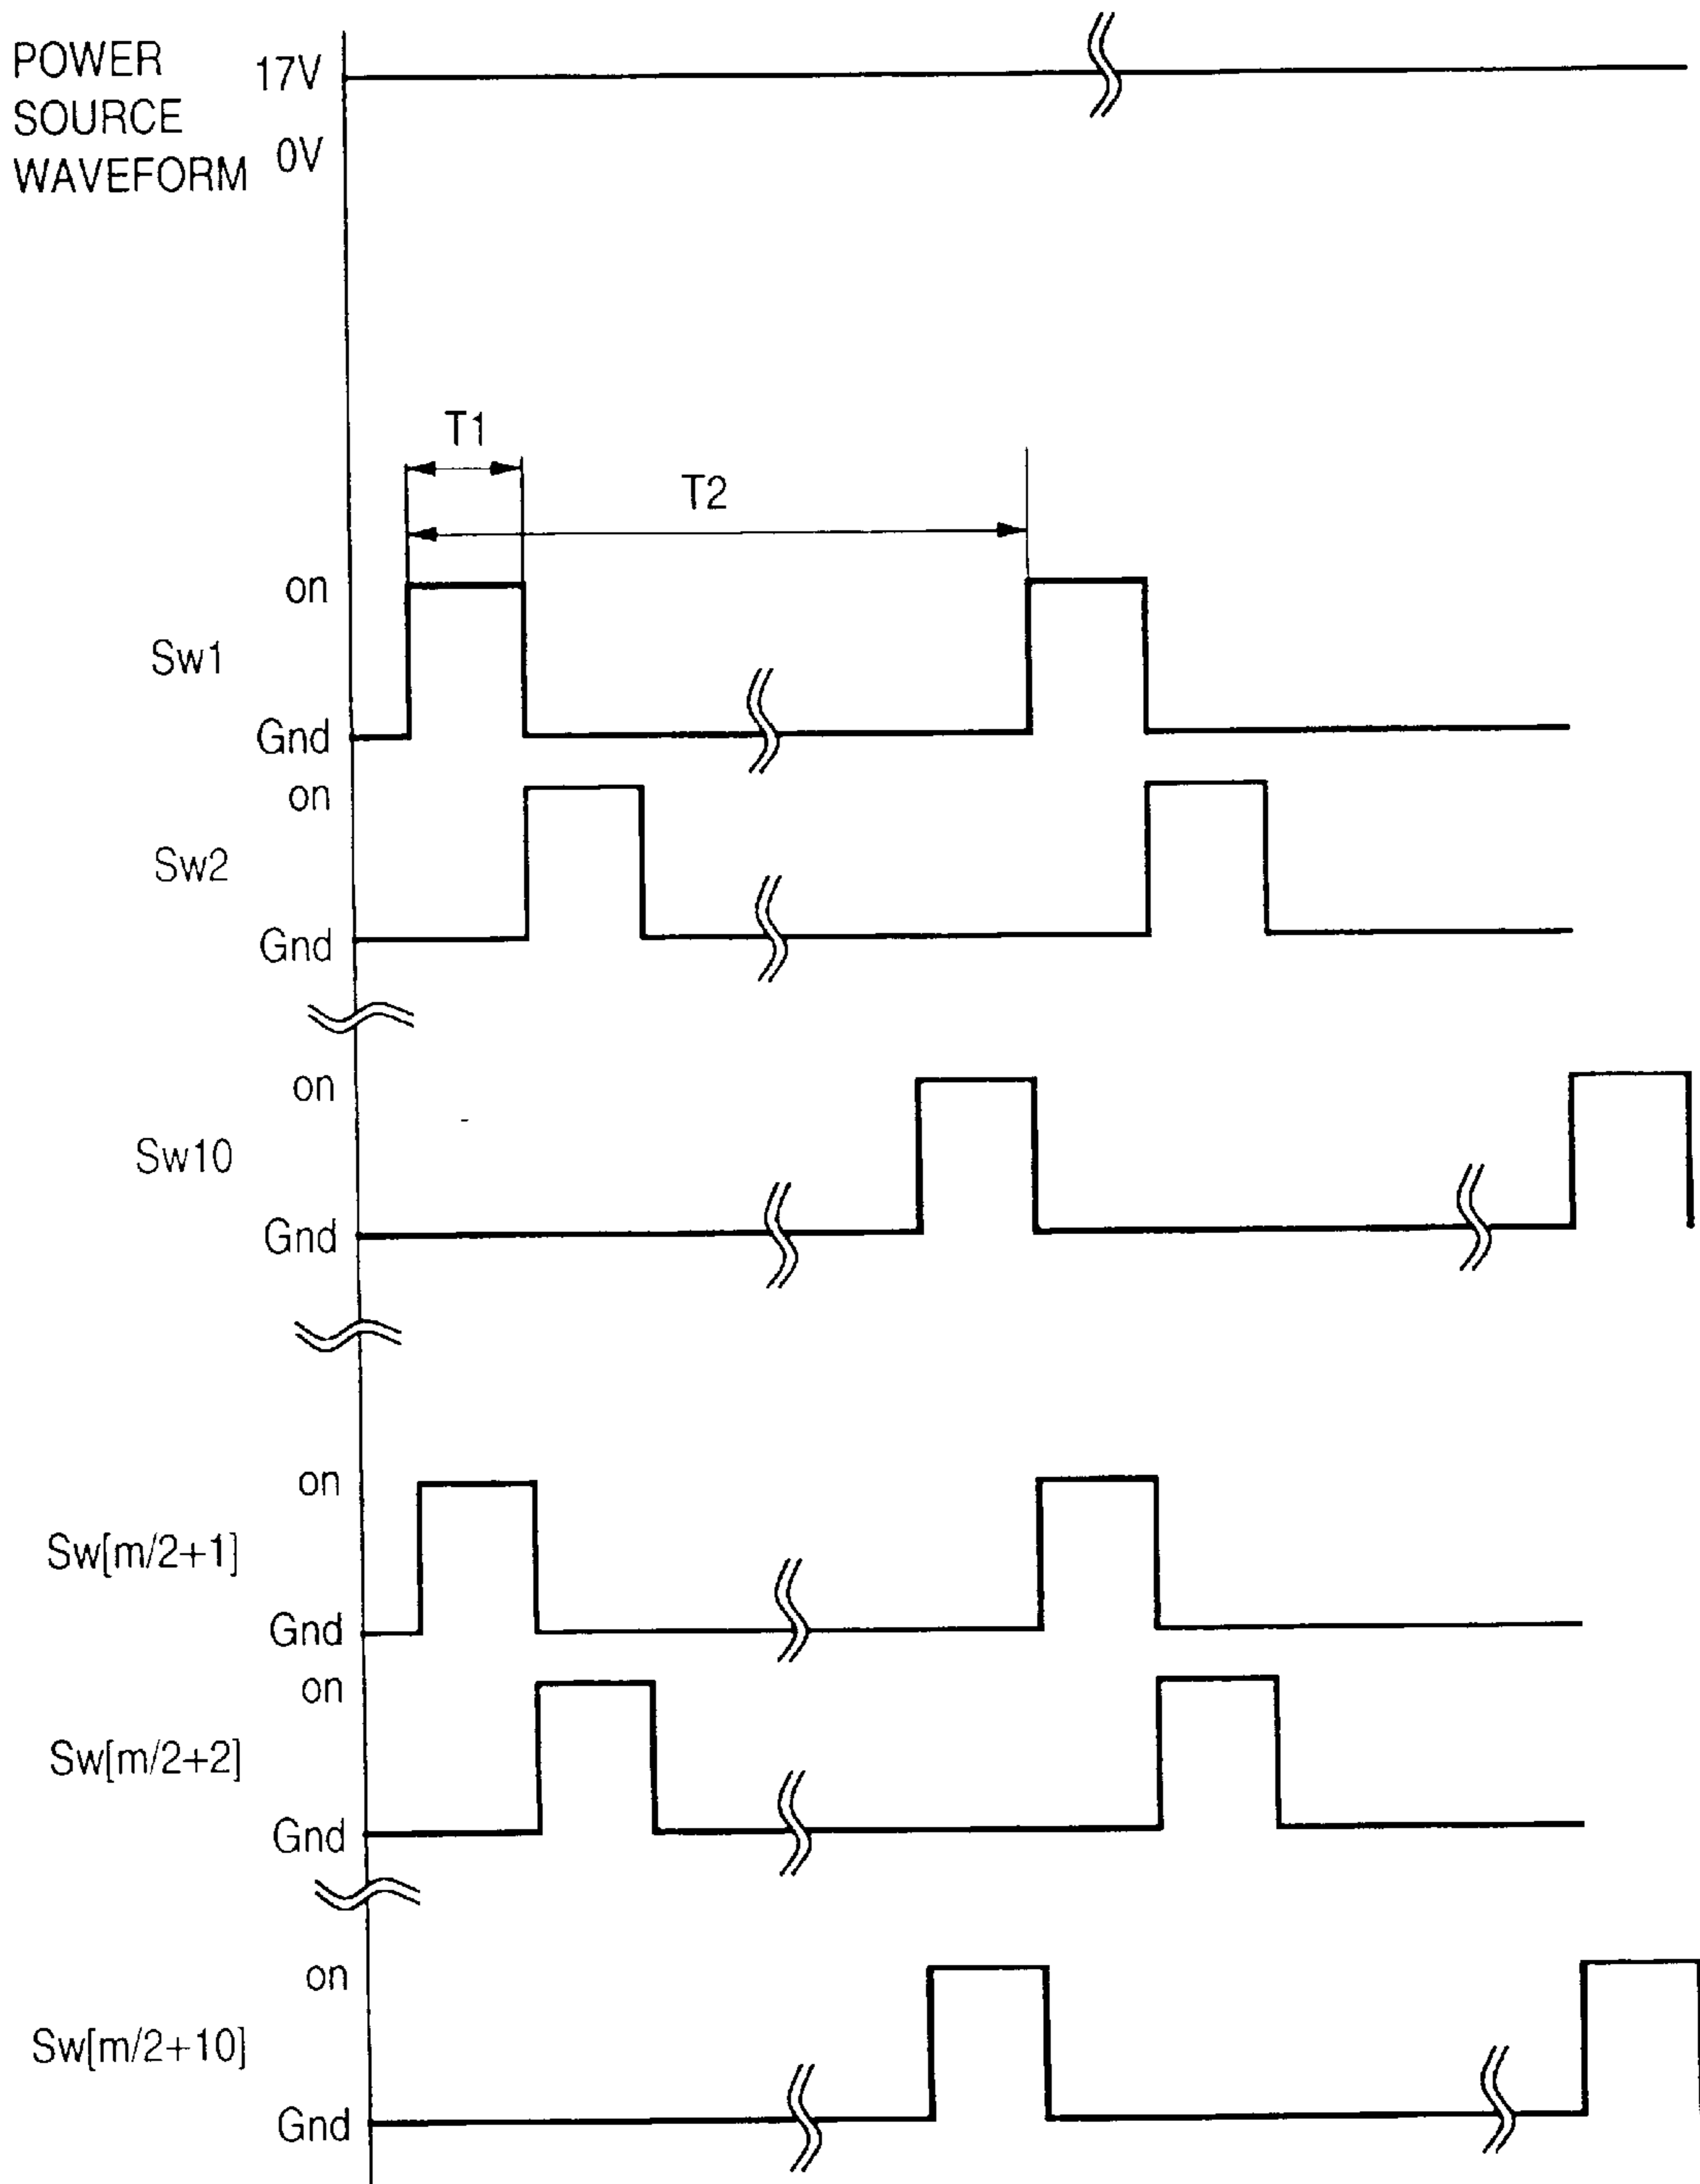 POWER
SOURCE
WAVEFORM
17V
0V
T1
T2
on
Sw1
Gnd
on
Sw2
Gnd
on
Sw10
Gnd
on
Sw[m/2+1]
Gnd
on
Sw[m/2+2]
Gnd
on
Sw[m/2+10]
Gnd